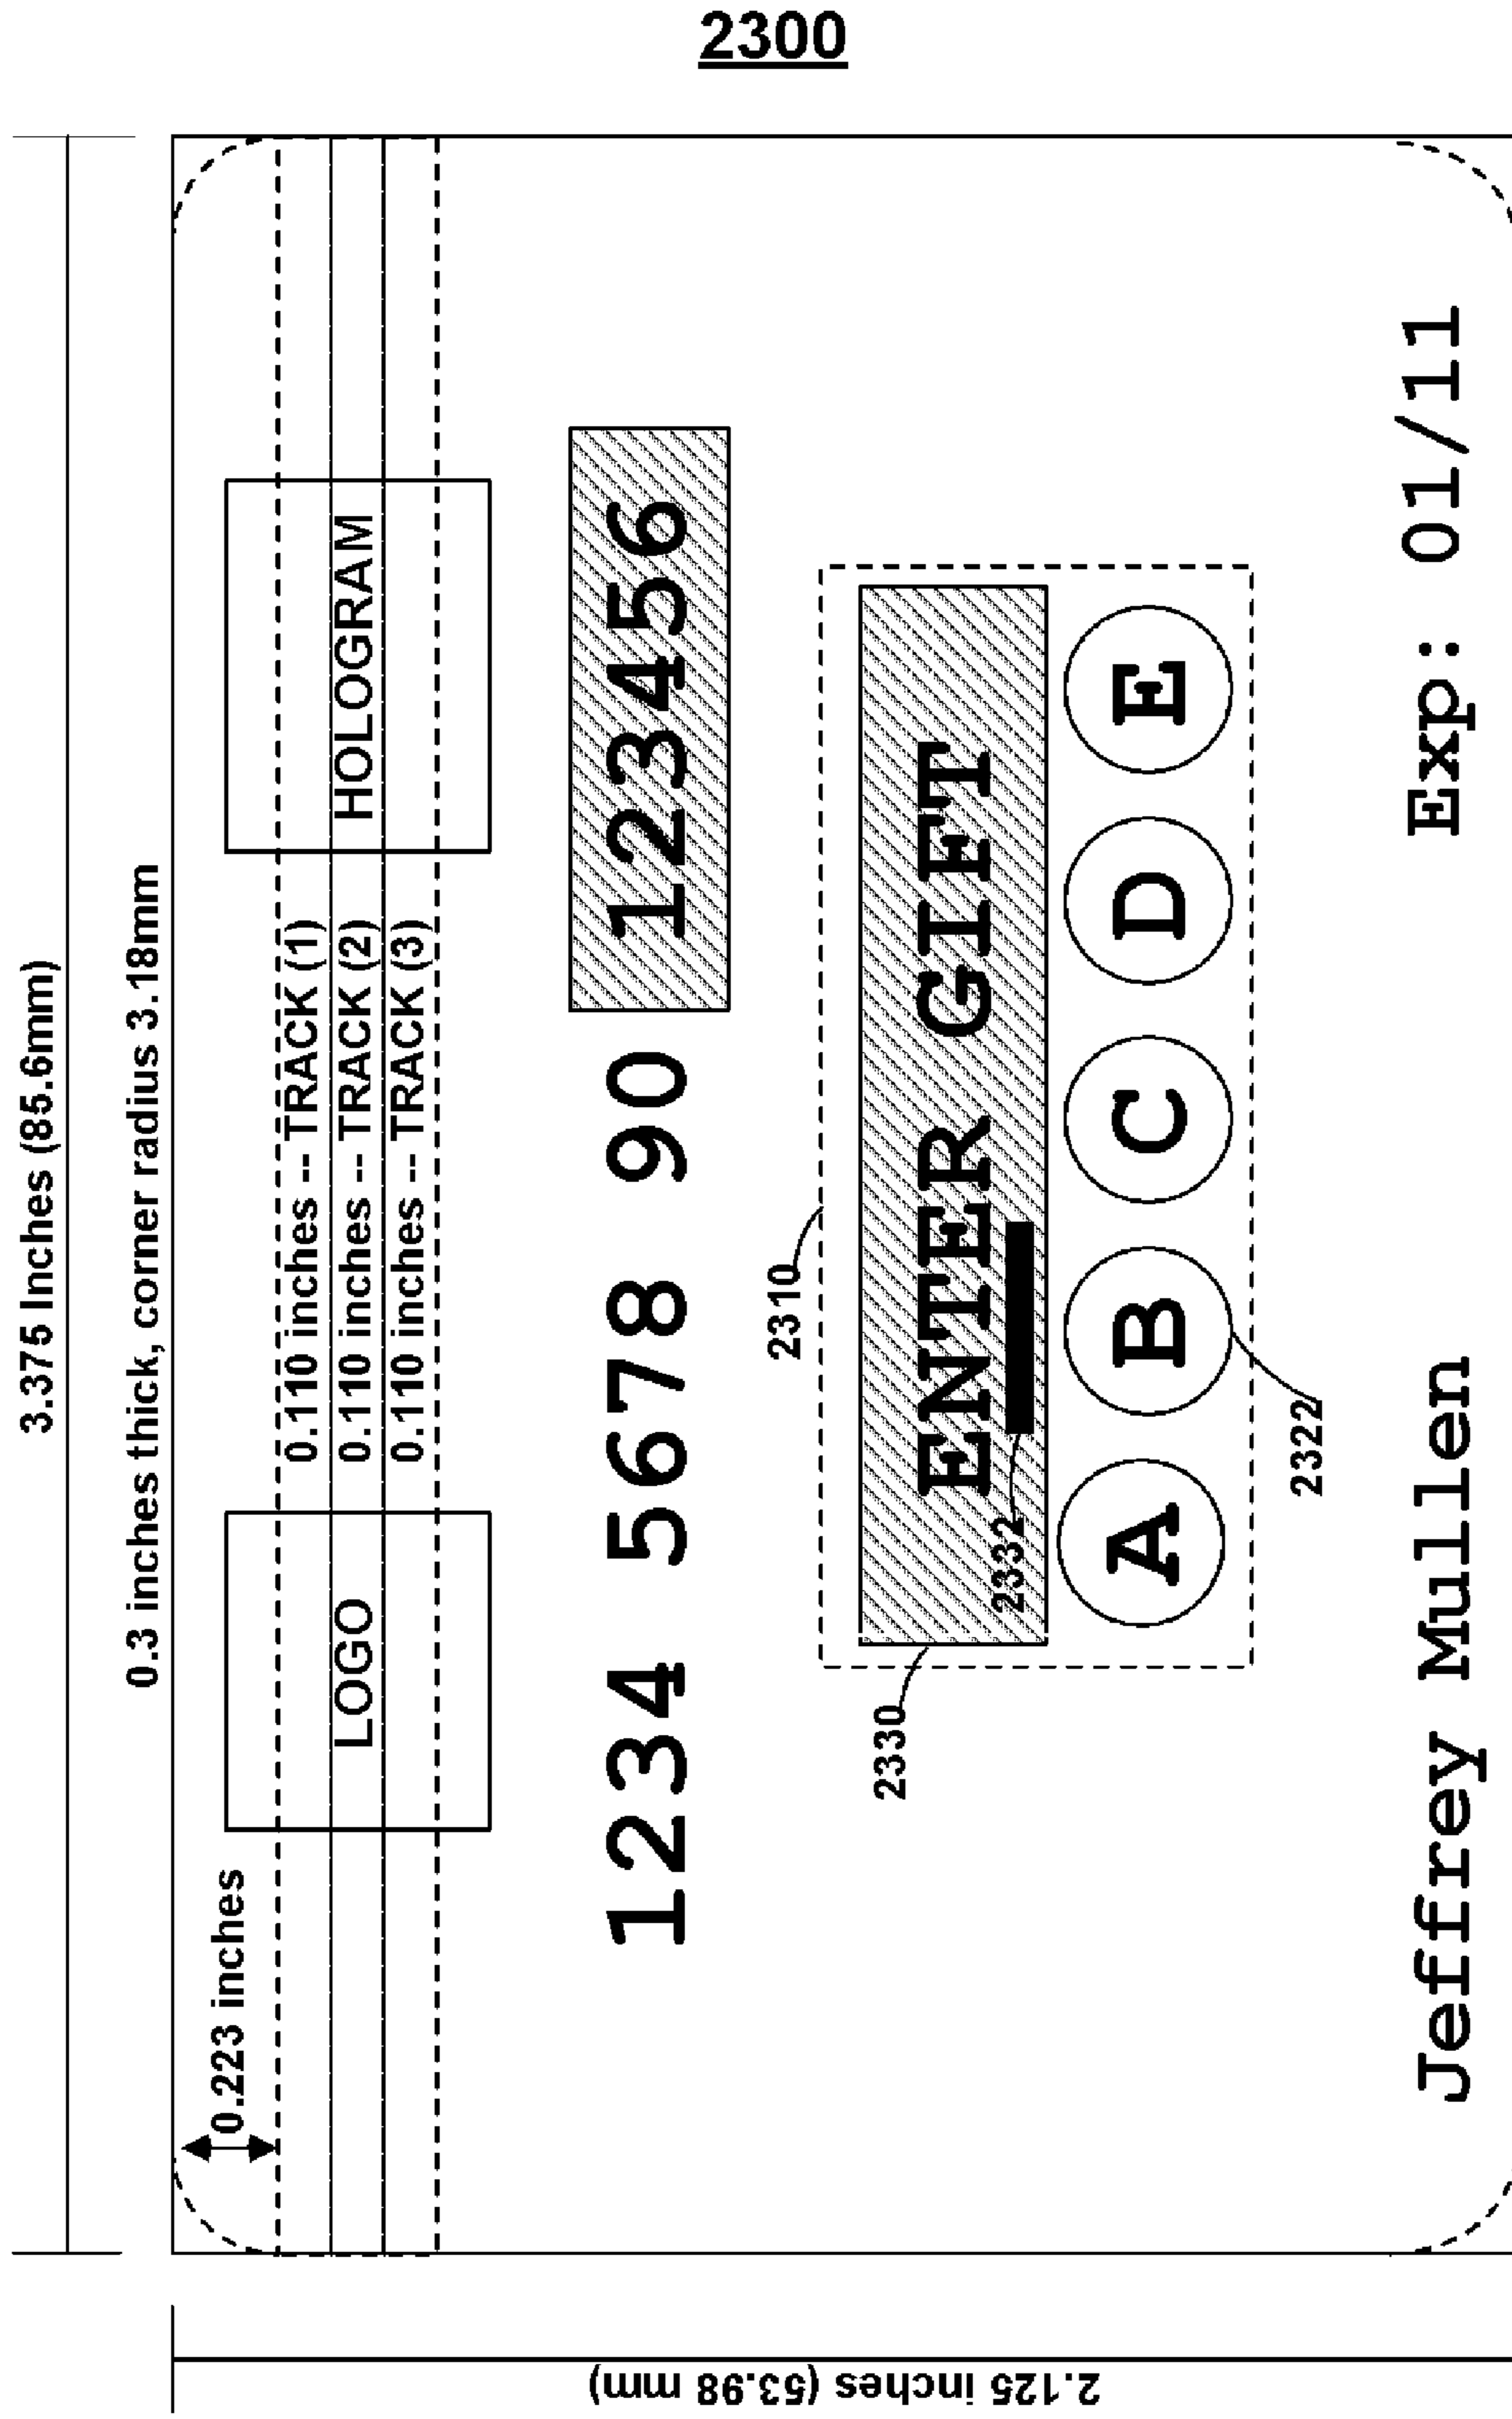 2300
3.375 Inches (85.6mm)
0.3 inches thick, corner radius 3.18mm
0.223 inches
LOGO
HOLOGRAM
0.110 inches -- TRACK (1)
0.110 inches -- TRACK (2)
0.110 inches -- TRACK (3)
1234 5678 90 123456
2310
2330
ENTER GIFT
2332
A B C D E
2322
Jeffrey Mullen Exp: 01/11
2.125 inches (53.98 mm)